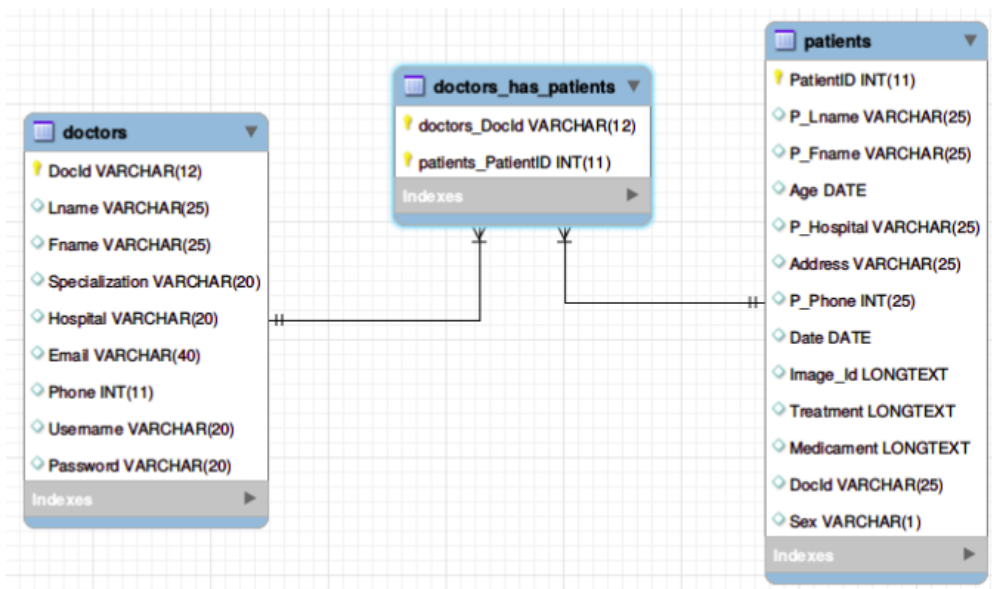 doctors
DocId VARCHAR(12)
Lname VARCHAR(25)
Fname VARCHAR(25)
Specialization VARCHAR(20)
Hospital VARCHAR(20)
Email VARCHAR(40)
Phone INT(11)
Username VARCHAR(20)
Password VARCHAR(20)
Indexes
doctors_has_patients
doctors_DocId VARCHAR(12)
patients_PatientID INT(11)
Indexes
patients
PatientID INT(11)
P_Lname VARCHAR(25)
P_Fname VARCHAR(25)
Age DATE
P_Hospital VARCHAR(25)
Address VARCHAR(25)
P_Phone INT(25)
Date DATE
Image_Id LONGTEXT
Treatment LONGTEXT
Medicament LONGTEXT
DocId VARCHAR(25)
Sex VARCHAR(1)
Indexes